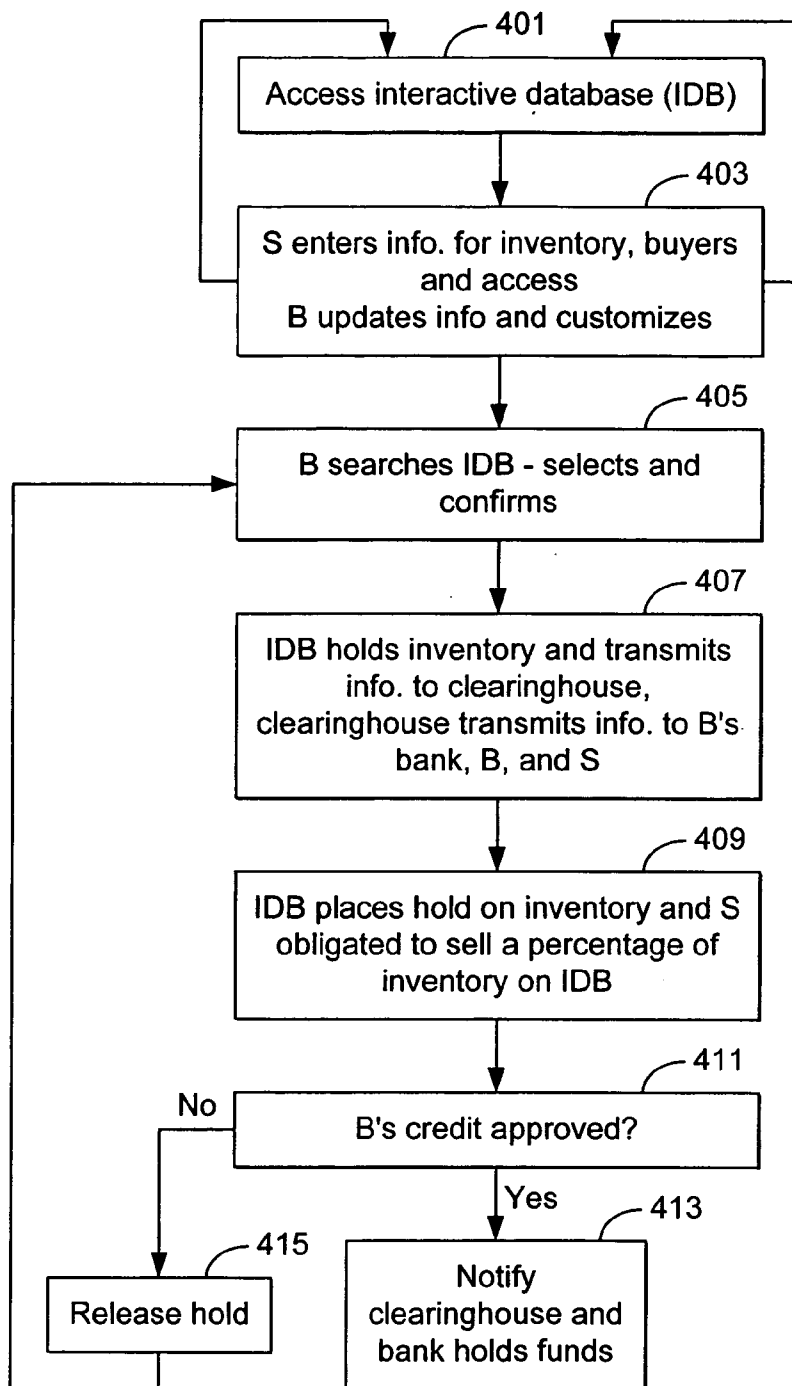 401
Access interactive database (IDB)
403
S enters info. for inventory, buyers
and access
B updates info and customizes
405
B searches IDB - selects and
confirms
407
IDB holds inventory and transmits
info. to clearinghouse,
clearinghouse transmits info. to B's
bank, B, and S
409
IDB places hold on inventory and S
obligated to sell a percentage of
inventory on IDB
411
No
B's credit approved?
Yes
413
415
Notify
Release hold
clearinghouse and
bank holds funds